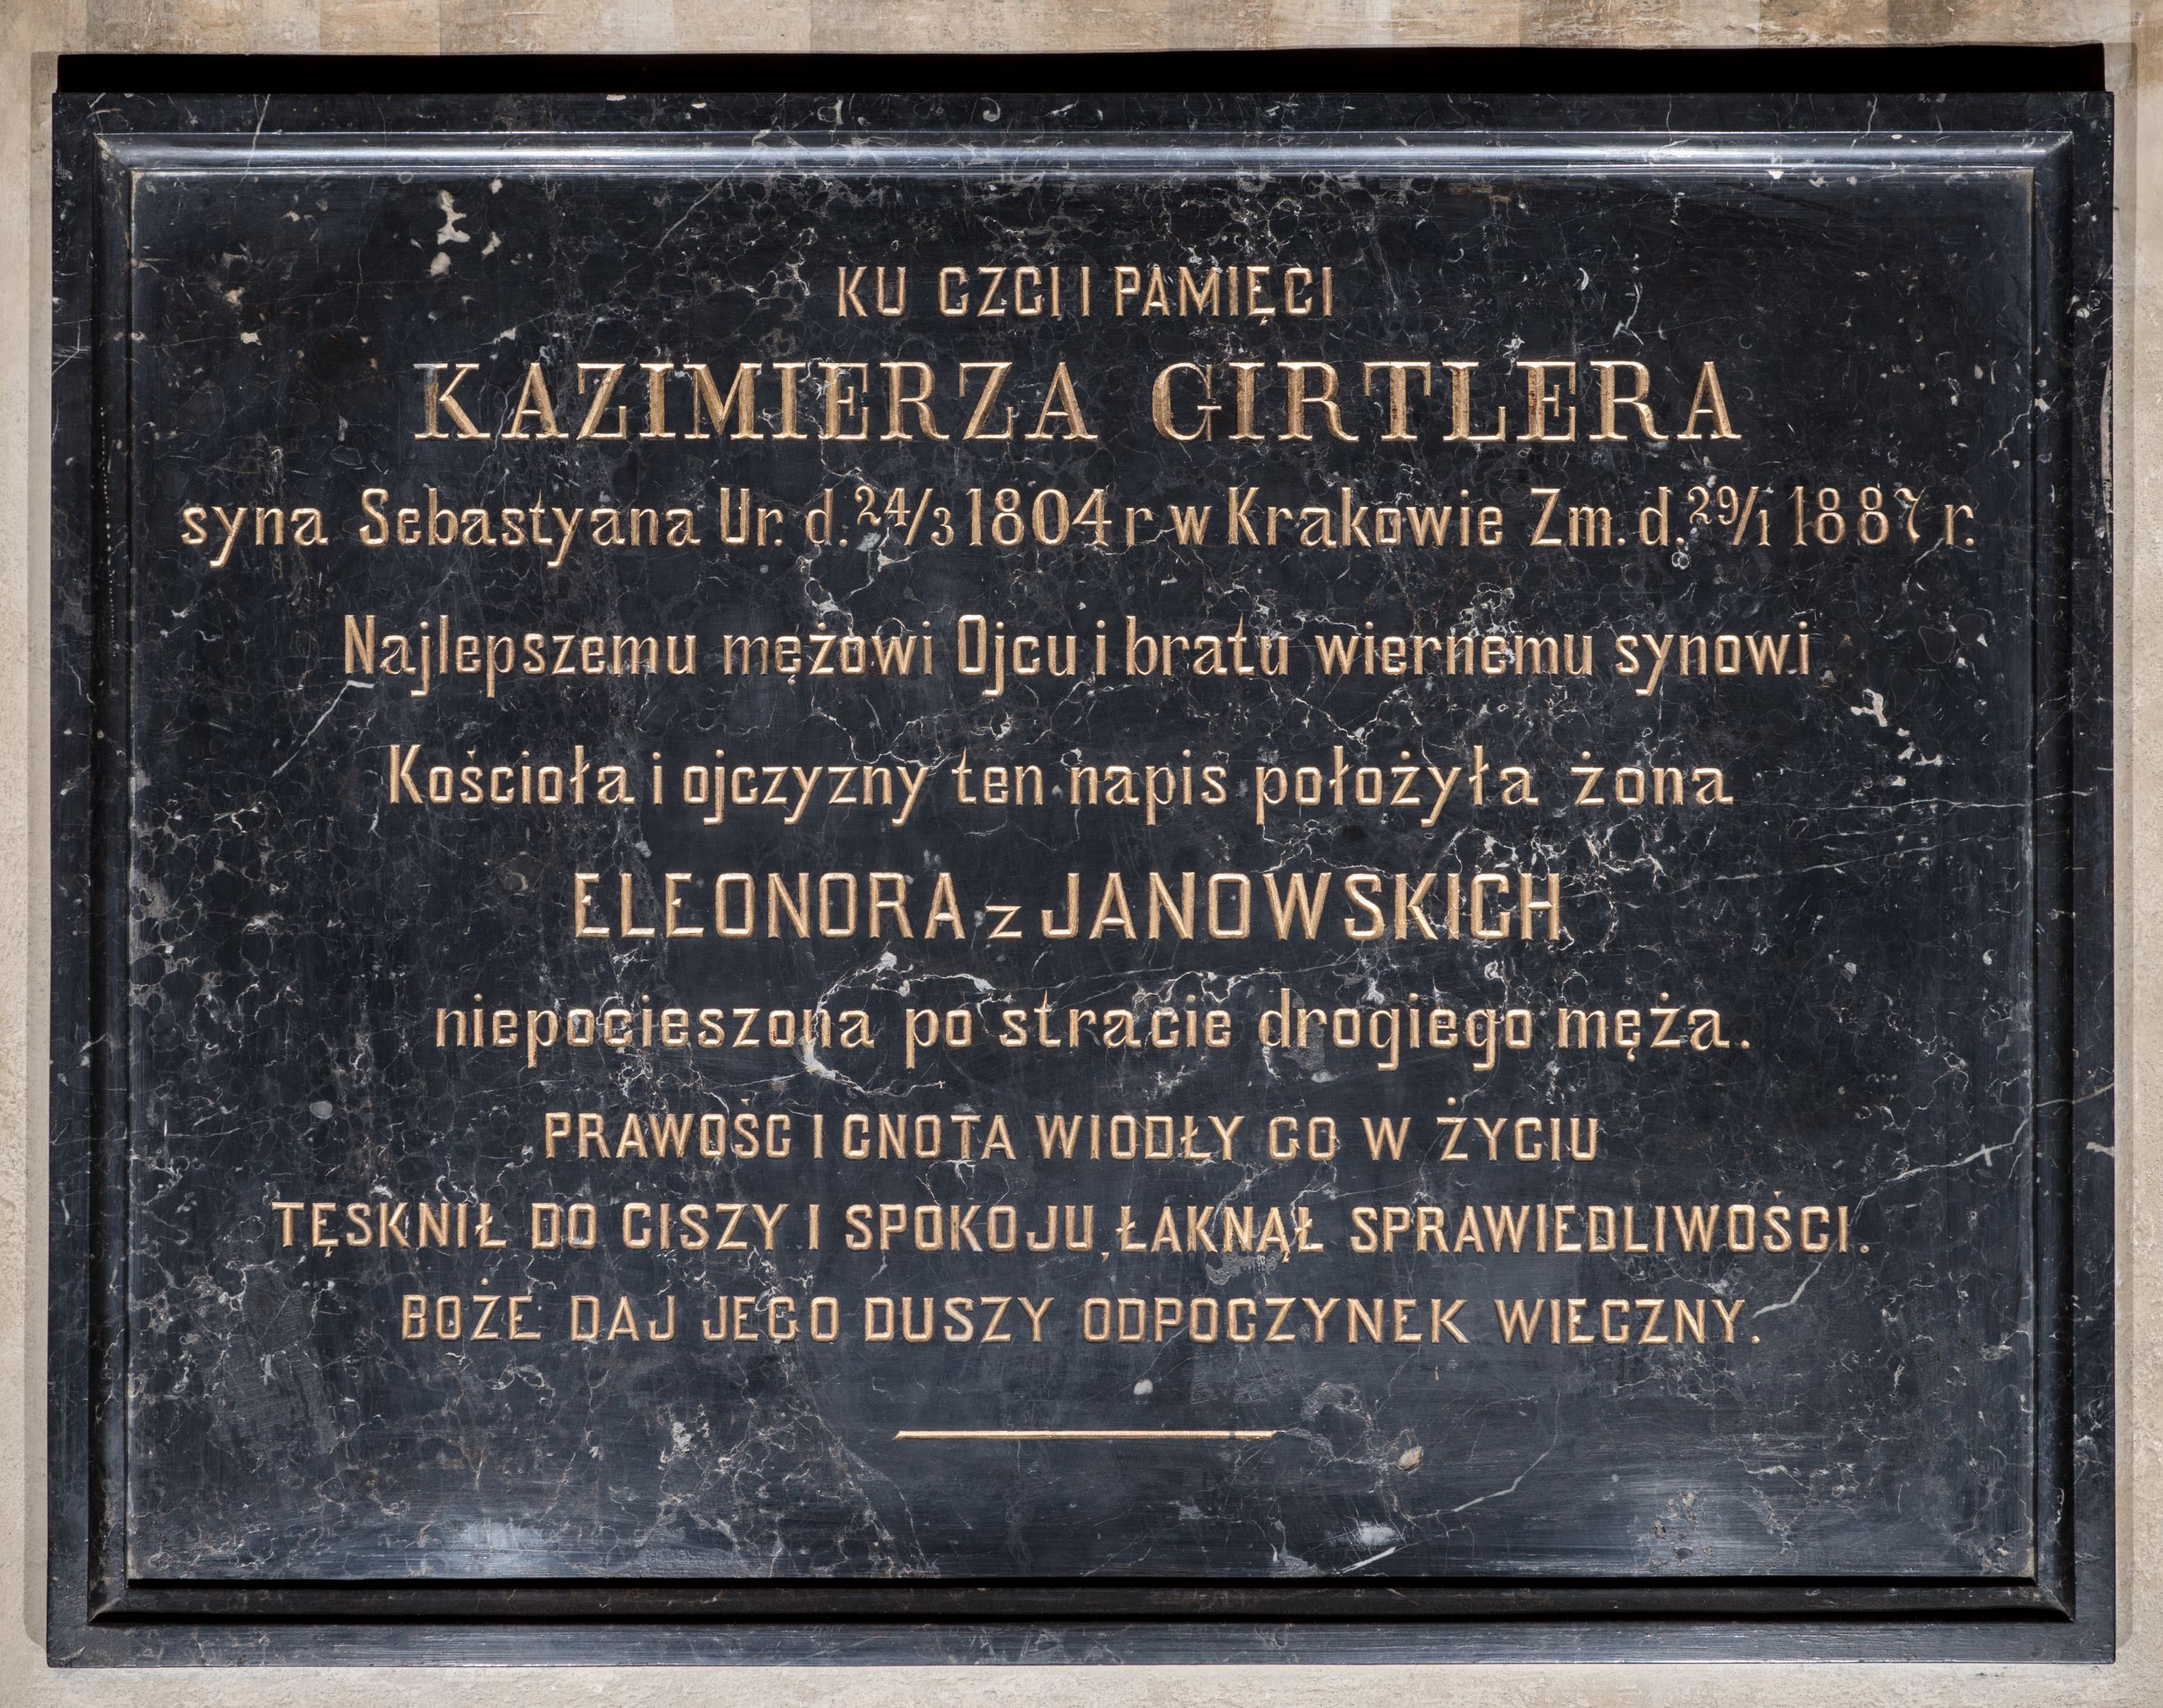 KU CZCI I PAMIĘCI
KAZIMIERZA GIRTLERA
syna Sebastyana Ur. d. 24/3 1804 r w Krakowie Zm. d. 29/1 1887 r.
Najlepszemu mężowi Ojcu i bratu wiernemu synowi
Kościoła i ojczyzny ten napis położyła żona
ELEONORA z JANOWSKICH
niepocieszona po stracie drogiego męża.
PRAWOŚC I CNOTA WIODŁY GO W ŻYCIU
TĘSKNIŁ DO CISZY I SPOKOJU, ŁAKNĄŁ SPRAWIEDLIWOŚCI.
BOŻE DAJ JEGO DUSZY ODPOCZYNEK WIECZNY.